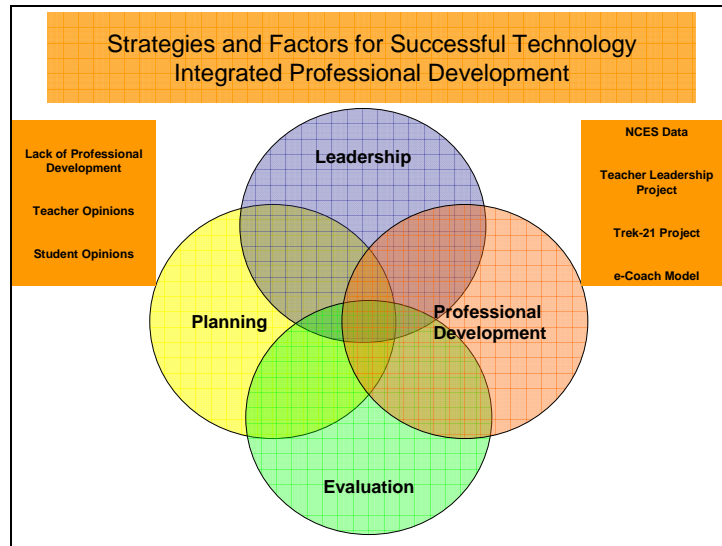 Strategies and Factors for Successful Technology
Integrated Professional Development
Lack of Professional
Development
Teacher Opinions
Student Opinions
NCES Data
Teacher Leadership
Project
Trek-21 Project
e-Coach Model
Leadership
Planning
Professional
Development
Evaluation